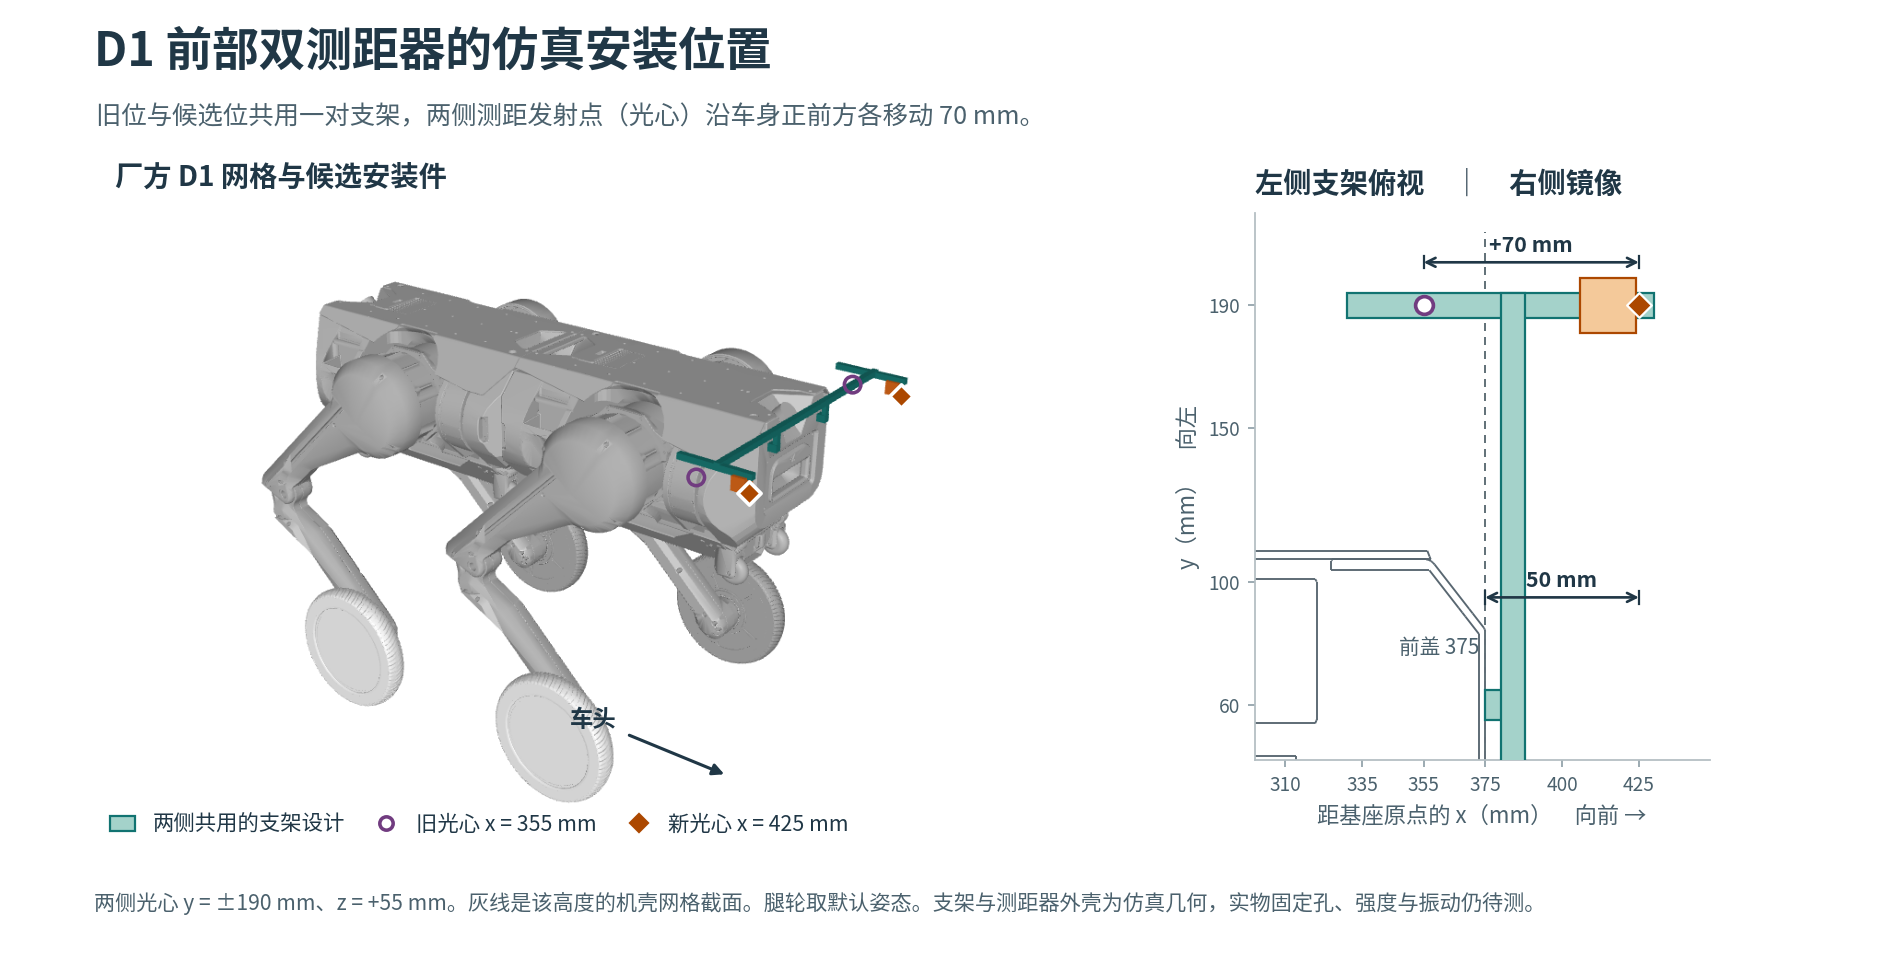 D1 前部双测距器的仿真安装位置
旧位与候选位共用一对支架，两侧测距发射点（光心）沿车身正前方各移动 70 mm。
厂方 D1 网格与候选安装件
左侧支架俯视 ｜ 右侧镜像
+70 mm
190
150
100
60
y（mm） 向左
50 mm
前盖 375
车头
310 335 355 375 400 425
距基座原点的 x（mm） 向前 →
两侧共用的支架设计
旧光心 x = 355 mm
新光心 x = 425 mm
两侧光心 y = ±190 mm、z = +55 mm。灰线是该高度的机壳网格截面。腿轮取默认姿态。支架与测距器外壳为仿真几何，实物固定孔、强度与振动仍待测。